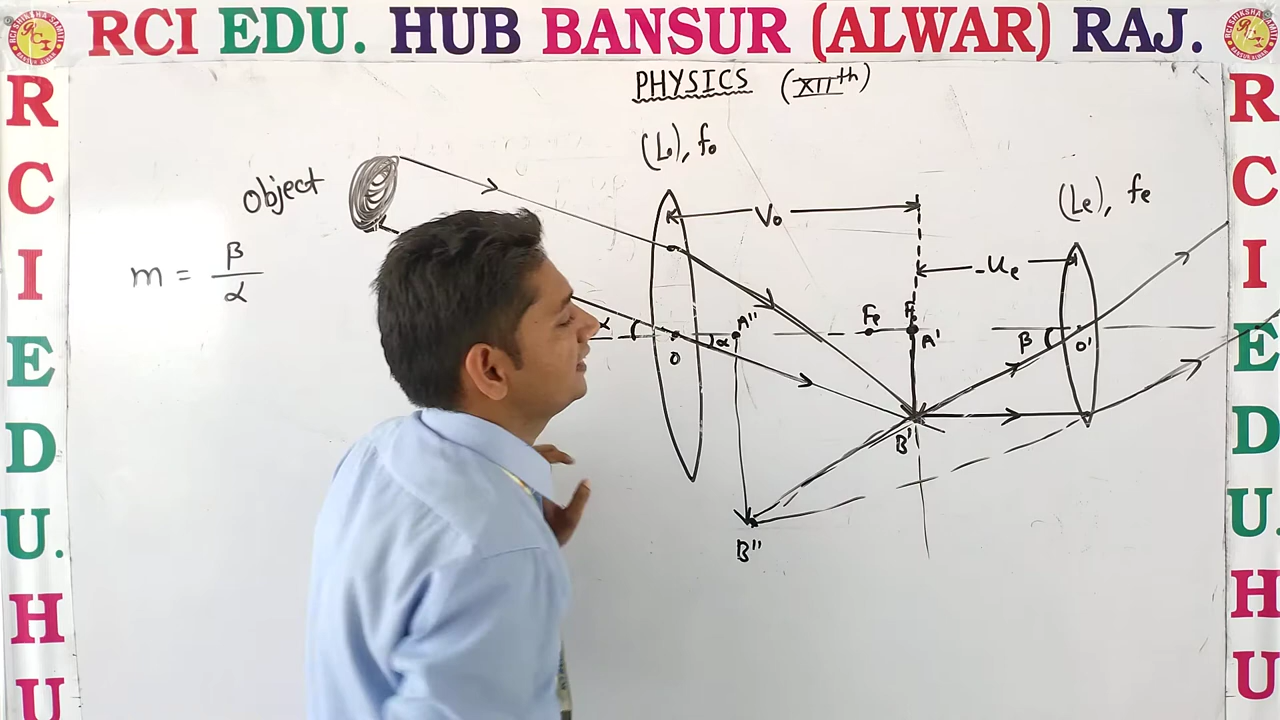 RCI EDU. HUB BANSUR (ALWAR) RAJ.
R
C
I
E
D
U.
H
U
R
C
I
E
D
U.
H
U
PHYSICS (XIIth)
(Lo), fo
Object
Vo
(Le), fe
-ue
m = β/α
α
α
A''
O
Fe
Fo
A'
β
O'
B'
B''